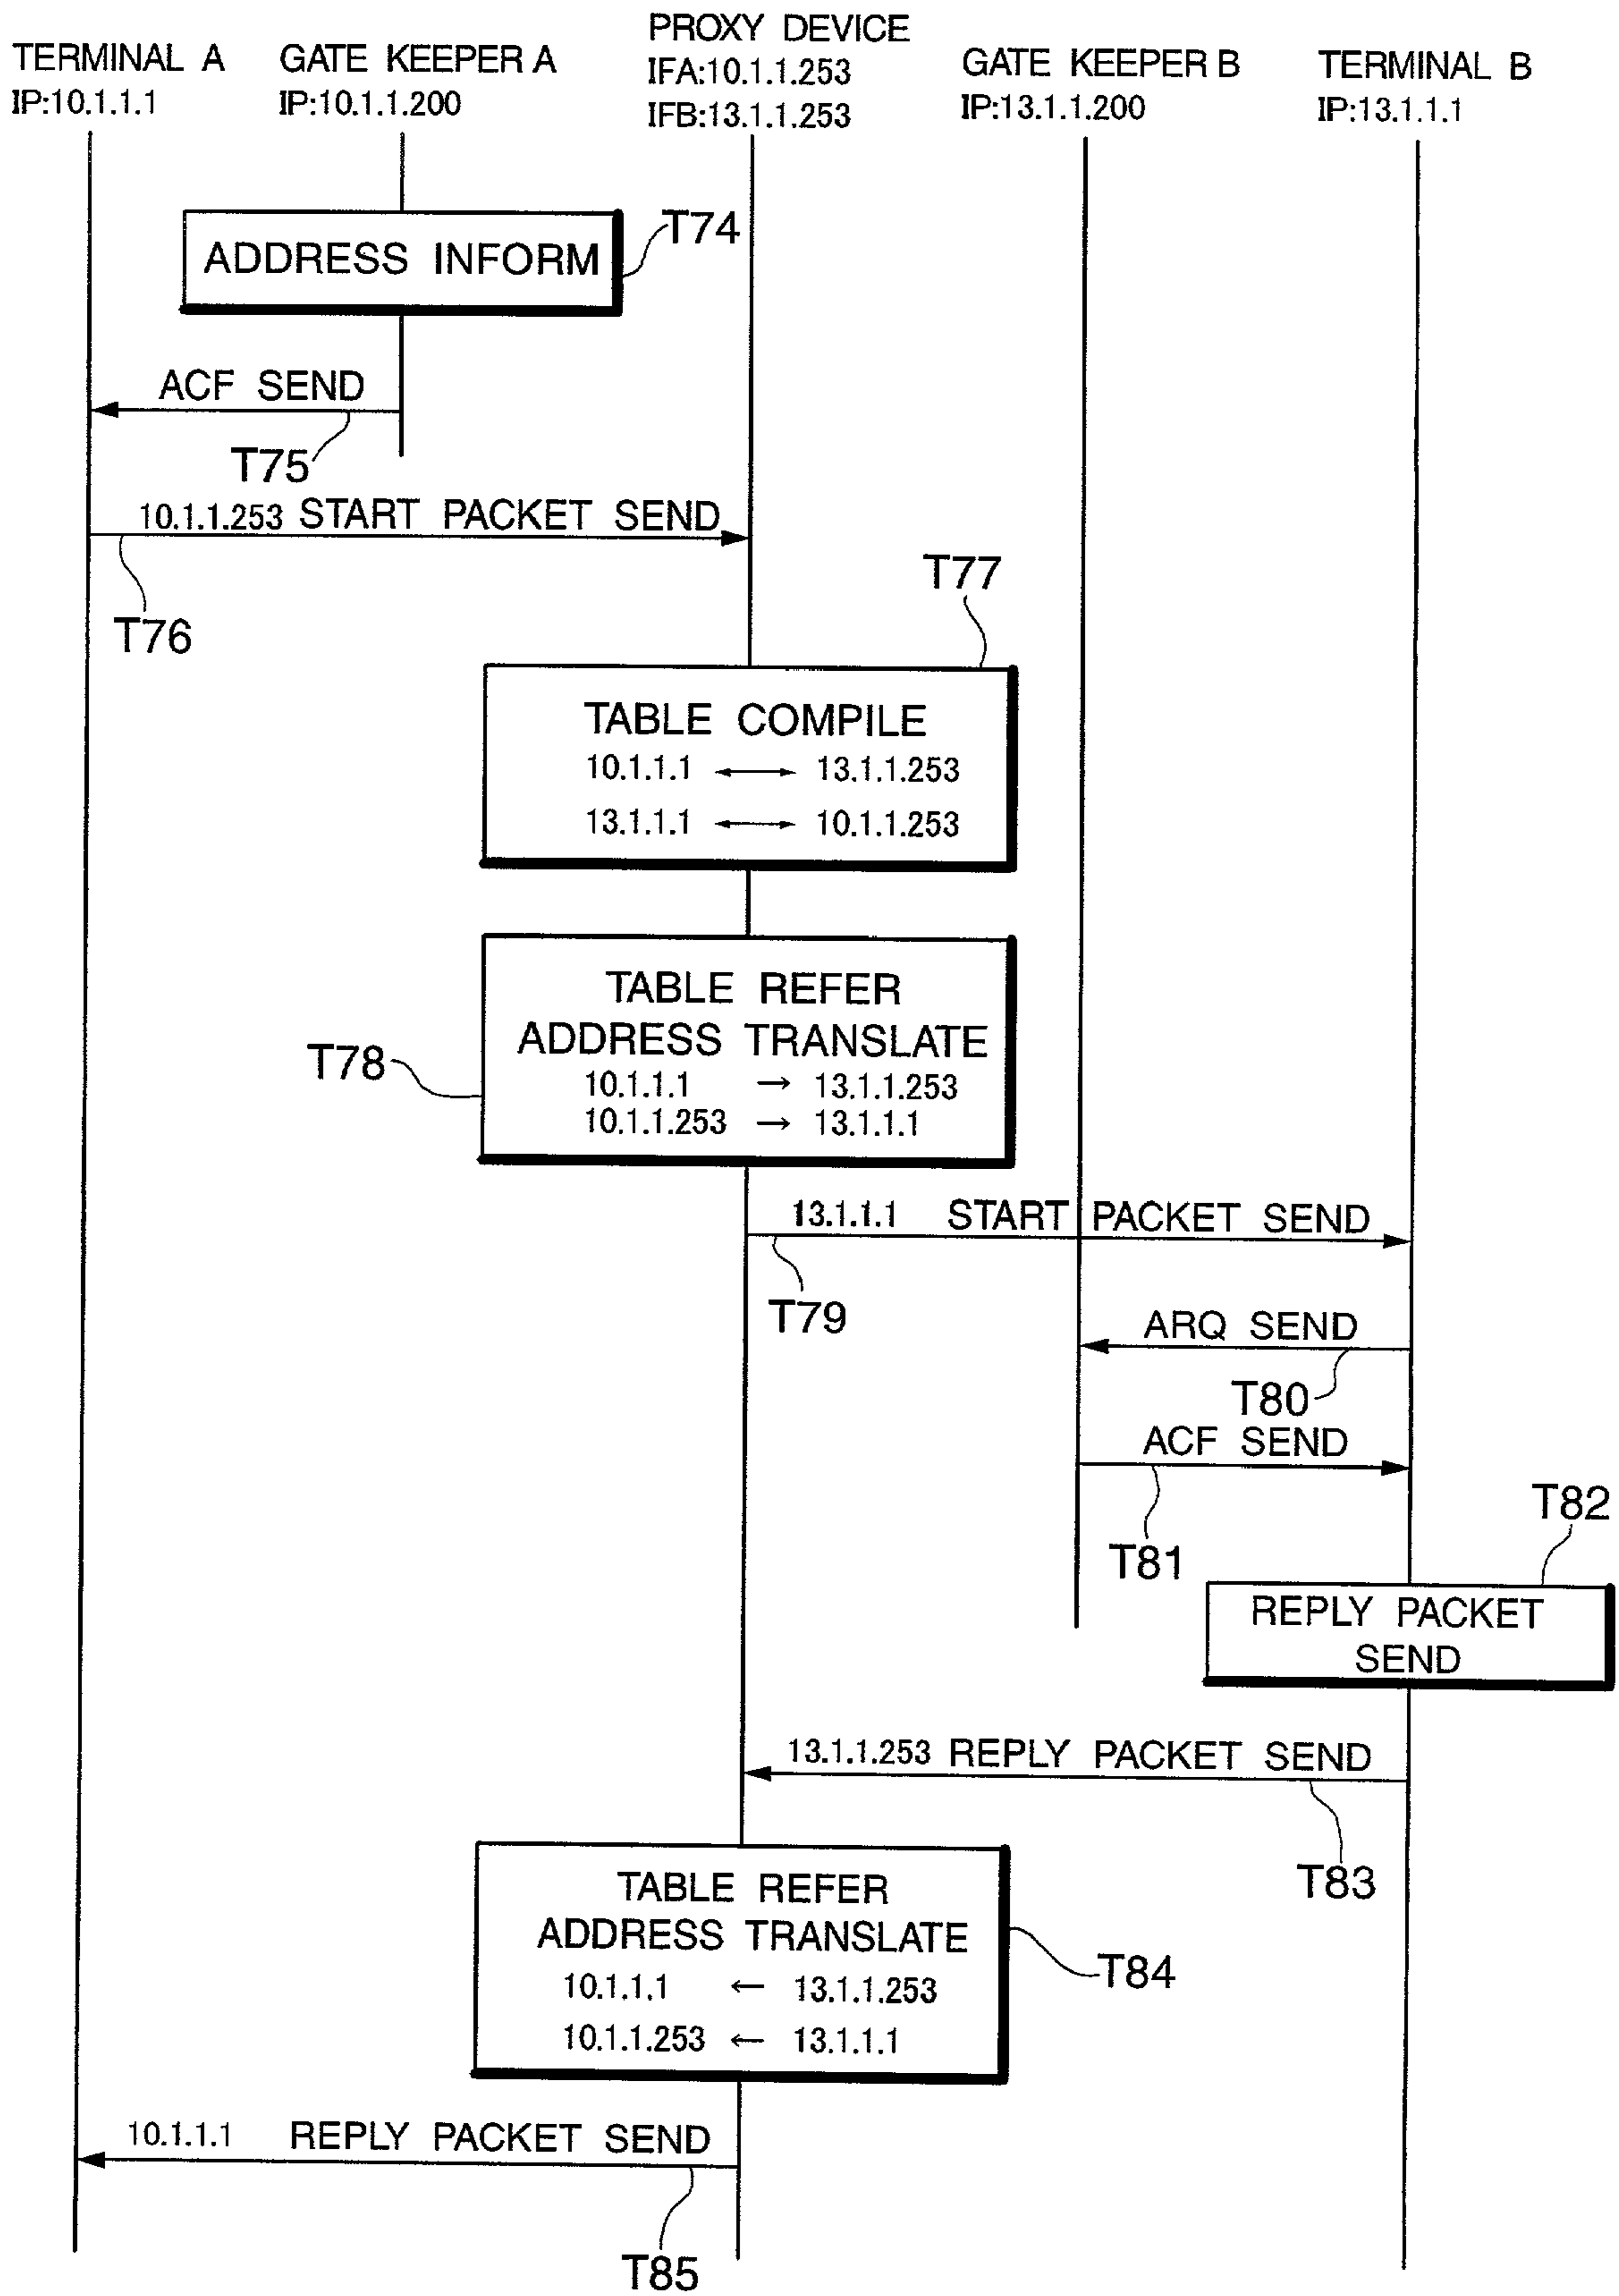 TERMINAL A
IP:10.1.1.1
GATE KEEPER A
IP:10.1.1.200
PROXY DEVICE
IFA:10.1.1.253
IFB:13.1.1.253
GATE KEEPER B
IP:13.1.1.200
TERMINAL B
IP:13.1.1.1
ADDRESS INFORM
T74
ACF SEND
T75
10.1.1.253 START PACKET SEND
T76
T77
TABLE COMPILE
10.1.1.1 ←→ 13.1.1.253
13.1.1.1 ←→ 10.1.1.253
TABLE REFER
ADDRESS TRANSLATE
10.1.1.1 → 13.1.1.253
10.1.1.253 → 13.1.1.1
T78
13.1.1.1 START PACKET SEND
T79
ARQ SEND
T80
ACF SEND
T81
T82
REPLY PACKET
SEND
13.1.1.253 REPLY PACKET SEND
T83
TABLE REFER
ADDRESS TRANSLATE
10.1.1.1 ← 13.1.1.253
10.1.1.253 ← 13.1.1.1
T84
10.1.1.1 REPLY PACKET SEND
T85